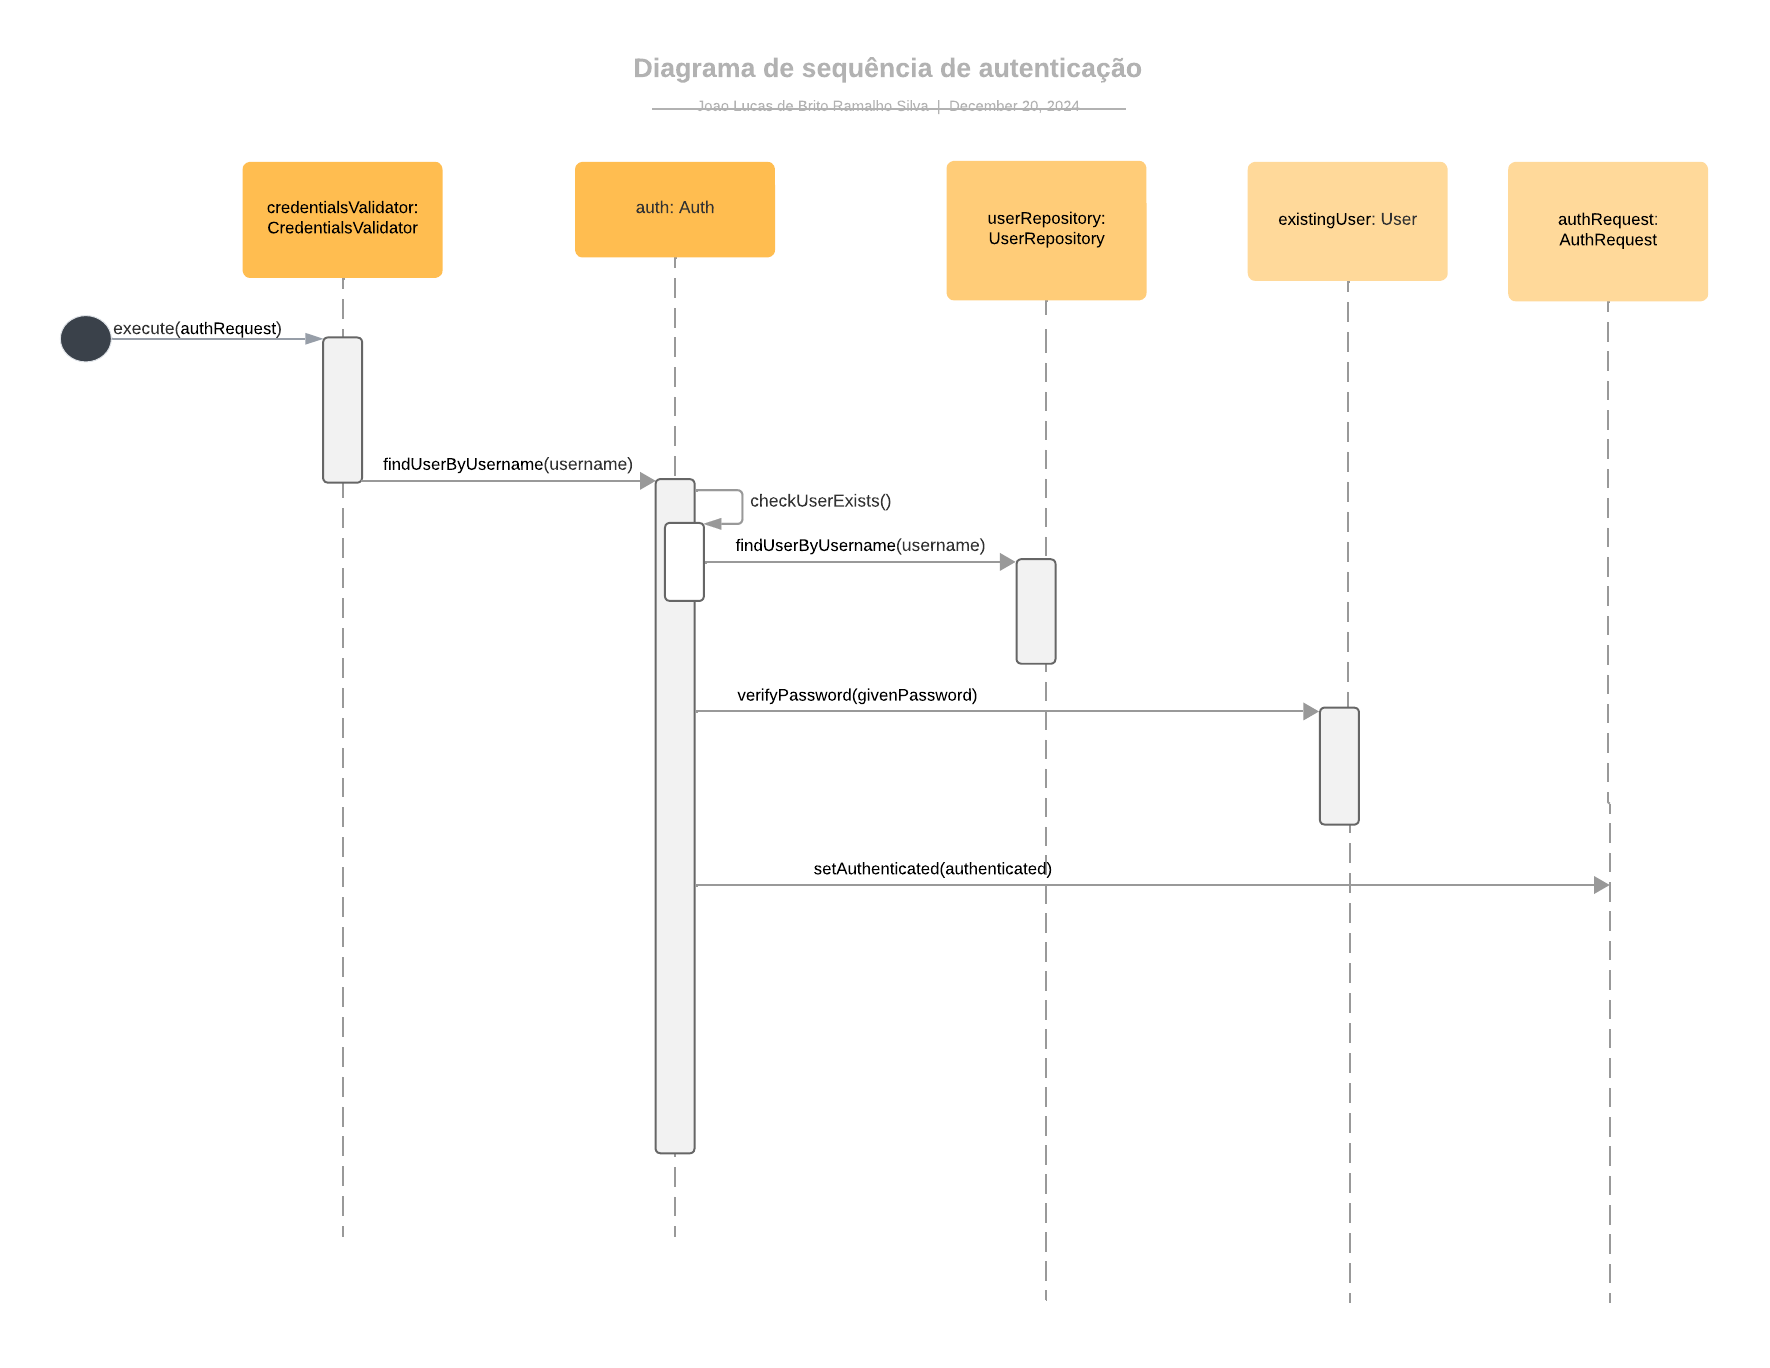 Diagrama de sequência de autenticação
Joao Lucas de Brito Ramalho Silva | December 20, 2024
credentialsValidator:
CredentialsValidator
auth: Auth
userRepository:
UserRepository
existingUser: User
authRequest:
AuthRequest
execute(authRequest)
findUserByUsername(username)
checkUserExists()
findUserByUsername(username)
verifyPassword(givenPassword)
setAuthenticated(authenticated)